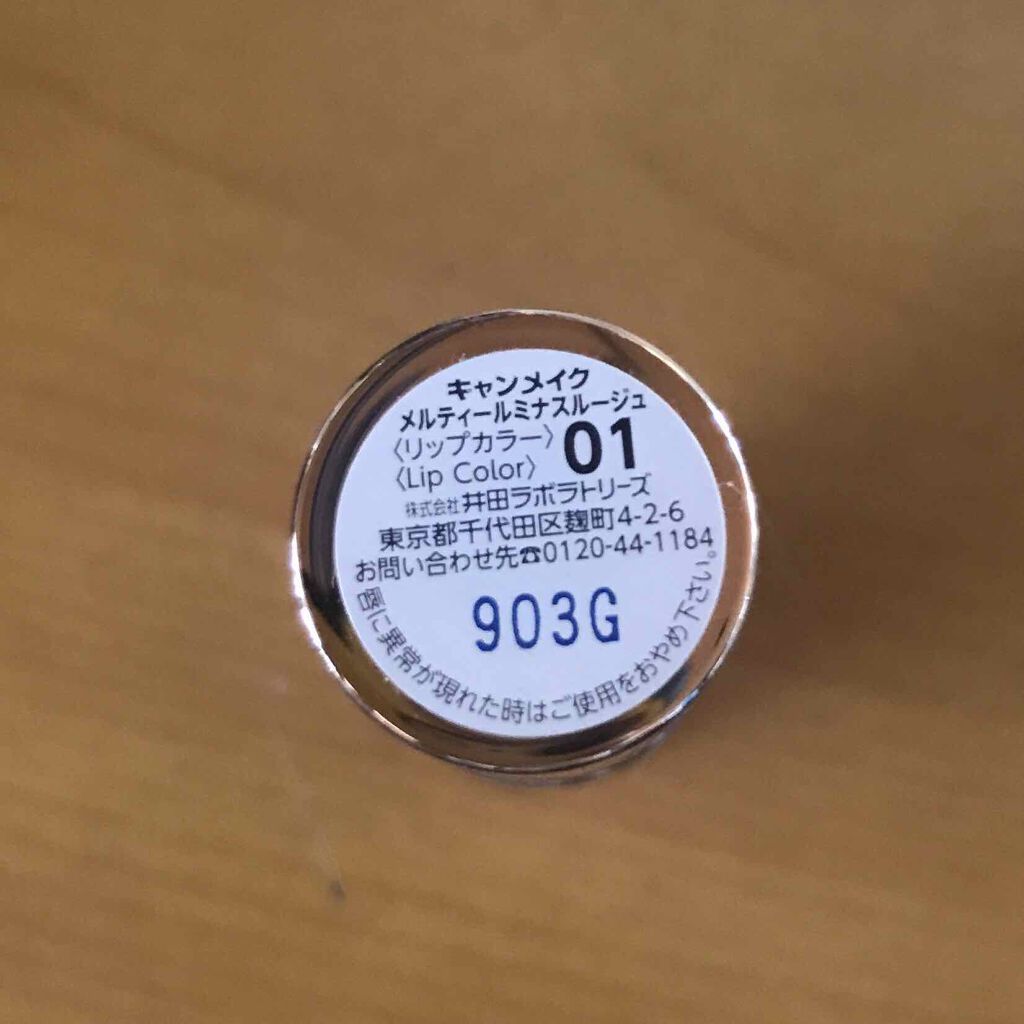 キャンメイク
メルティールミナスルージュ
〈リップカラー〉
〈Lip Color〉
01
株式会社 井田ラボラトリーズ
東京都千代田区麹町4-2-6
お問い合わせ先☎0120-44-1184
903G
唇に異常が現れた時はご使用をおやめ下さい。